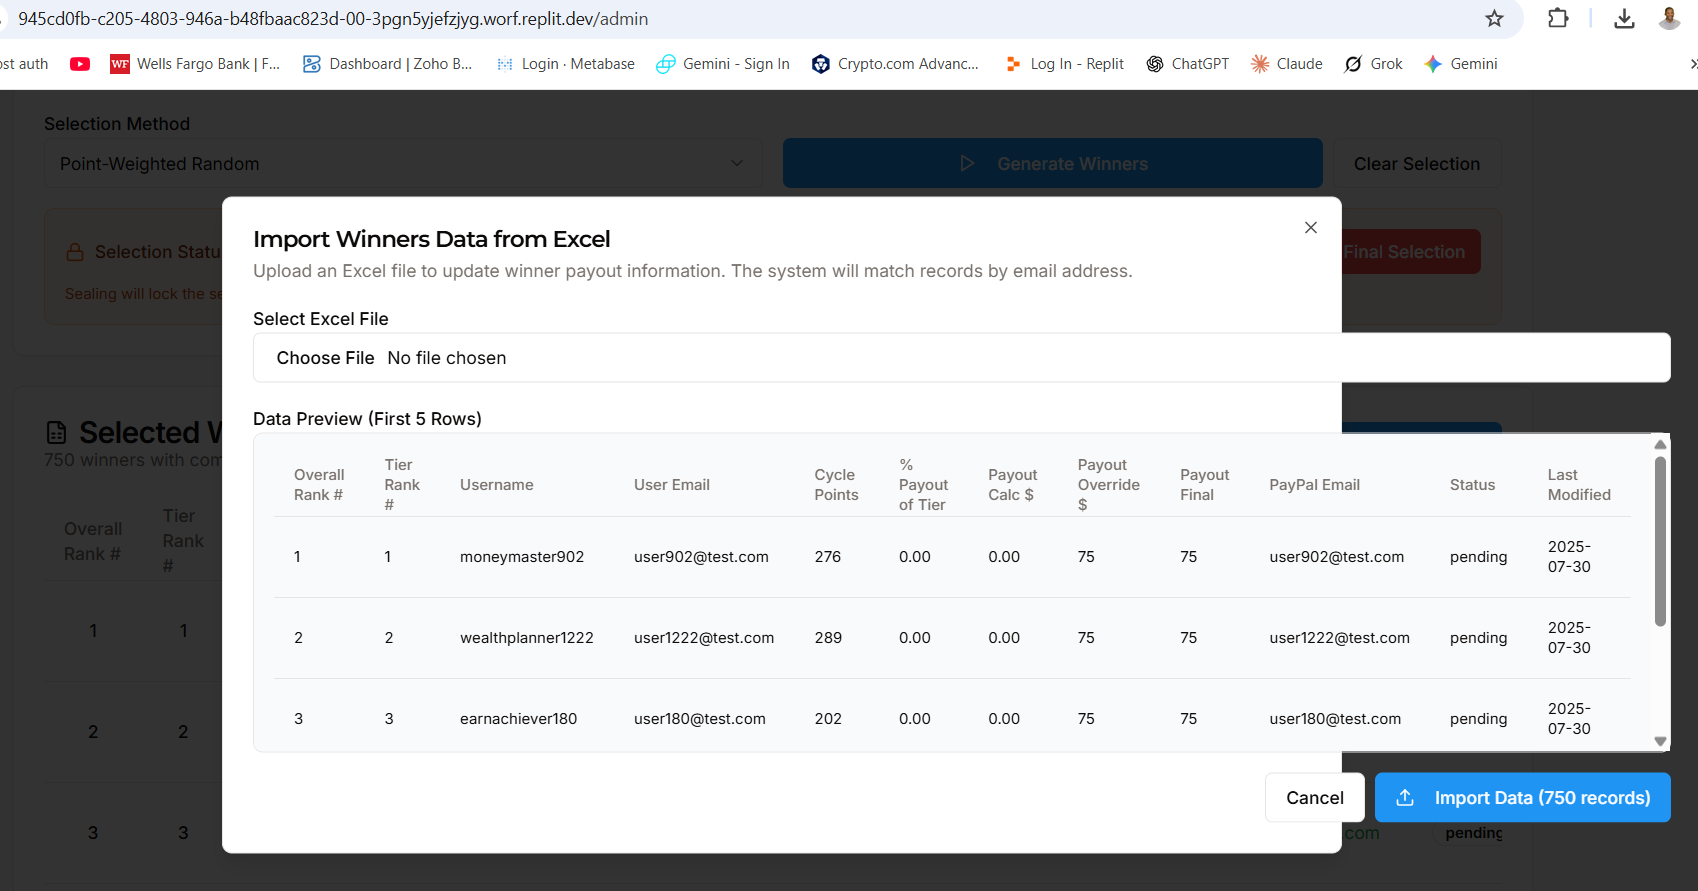 945cd0fb-c205-4803-946a-b48fbaac823d-00-3pgn5yjefzjyg.worf.replit.dev/admin
ost auth
WF Wells Fargo Bank | F...
Dashboard | Zoho B...
Login · Metabase
Gemini - Sign In
Crypto.com Advanc...
Log In - Replit
ChatGPT
Claude
Grok
Gemini
»
Selection Method
Point-Weighted Random
Generate Winners
Clear Selection
Selection Statu
Final Selection
Sealing will lock the se
Import Winners Data from Excel
Upload an Excel file to update winner payout information. The system will match records by email address.
Select Excel File
Choose File No file chosen
Data Preview (First 5 Rows)
Selected W
750 winners with com
Overall Rank # Tier Rank # Username User Email Cycle Points % Payout of Tier Payout Calc $ Payout Override $ Payout Final PayPal Email Status Last Modified
1 1 moneymaster902 user902@test.com 276 0.00 0.00 75 75 user902@test.com pending 2025-07-30
2 2 wealthplanner1222 user1222@test.com 289 0.00 0.00 75 75 user1222@test.com pending 2025-07-30
3 3 earnachiever180 user180@test.com 202 0.00 0.00 75 75 user180@test.com pending 2025-07-30
Overall Rank # Tier Rank #
1 1
2 2
3 3
.com pending
Cancel
Import Data (750 records)